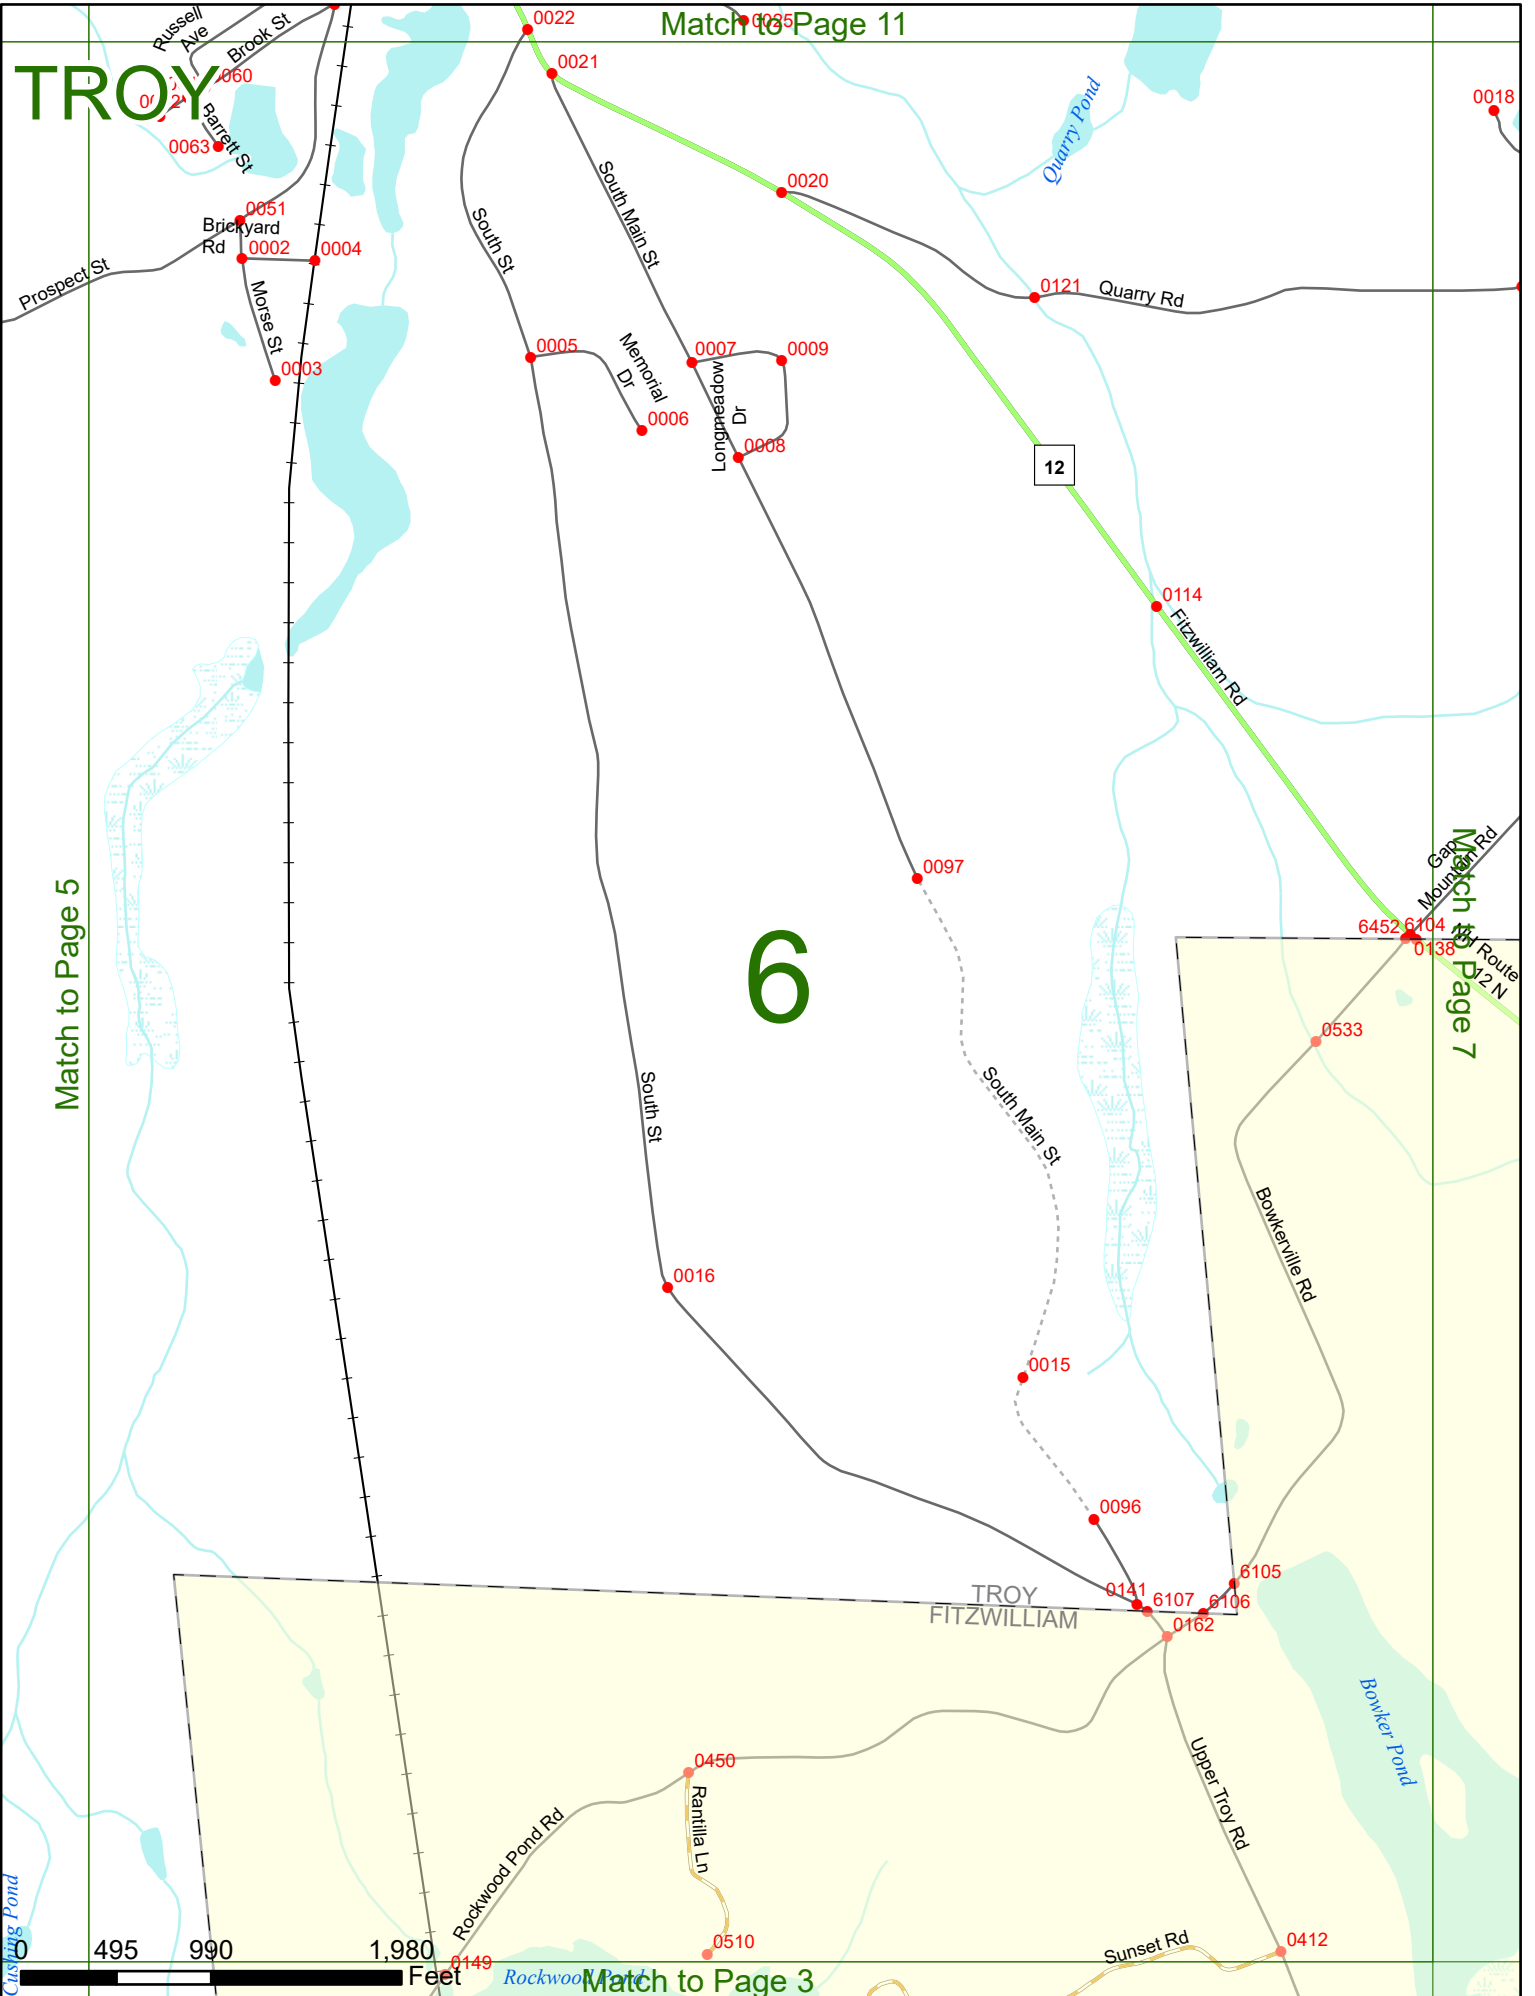 Match to Page 11
0022
0025
Russell
Ave
Brook St
0021
TROY
0060
Barrett St
0063
Quarry Pond
0018
0020
South Main St
South St
0051
Brickyard
Rd
0002
0004
Prospect St
Morse St
0121
Quarry Rd
0003
0005
Memorial
Dr
0006
0007
0009
Longmeadow
Dr
0008
12
0114
Fitzwilliam Rd
0097
Gap
Mountain Rd
Match to Page 5
Match to Page 7
6
6452
6104
0138
NH Route
12 N
0533
South Main St
South St
Bowkerville Rd
0016
0015
0096
6105
0141
6107
6106
TROY
FITZWILLIAM
0162
Bowker Pond
Upper Troy Rd
0450
Rantilla Ln
Rockwood Pond Rd
0510
0412
Sunset Rd
Cushing Pond
0 495 990 1,980
Feet
0149
Rockwood Pond
Match to Page 3